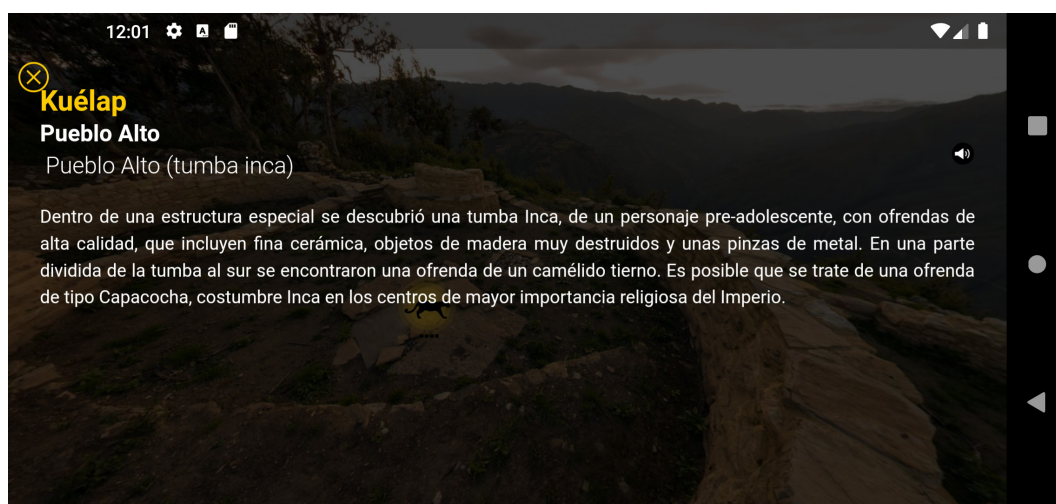 12:01
Kuélap
Pueblo Alto
Pueblo Alto (tumba inca)
Dentro de una estructura especial se descubrió una tumba Inca, de un personaje pre-adolescente, con ofrendas de
alta calidad, que incluyen fina cerámica, objetos de madera muy destruidos y unas pinzas de metal. En una parte
dividida de la tumba al sur se encontraron una ofrenda de un camélido tierno. Es posible que se trate de una ofrenda
de tipo Capacocha, costumbre Inca en los centros de mayor importancia religiosa del Imperio.